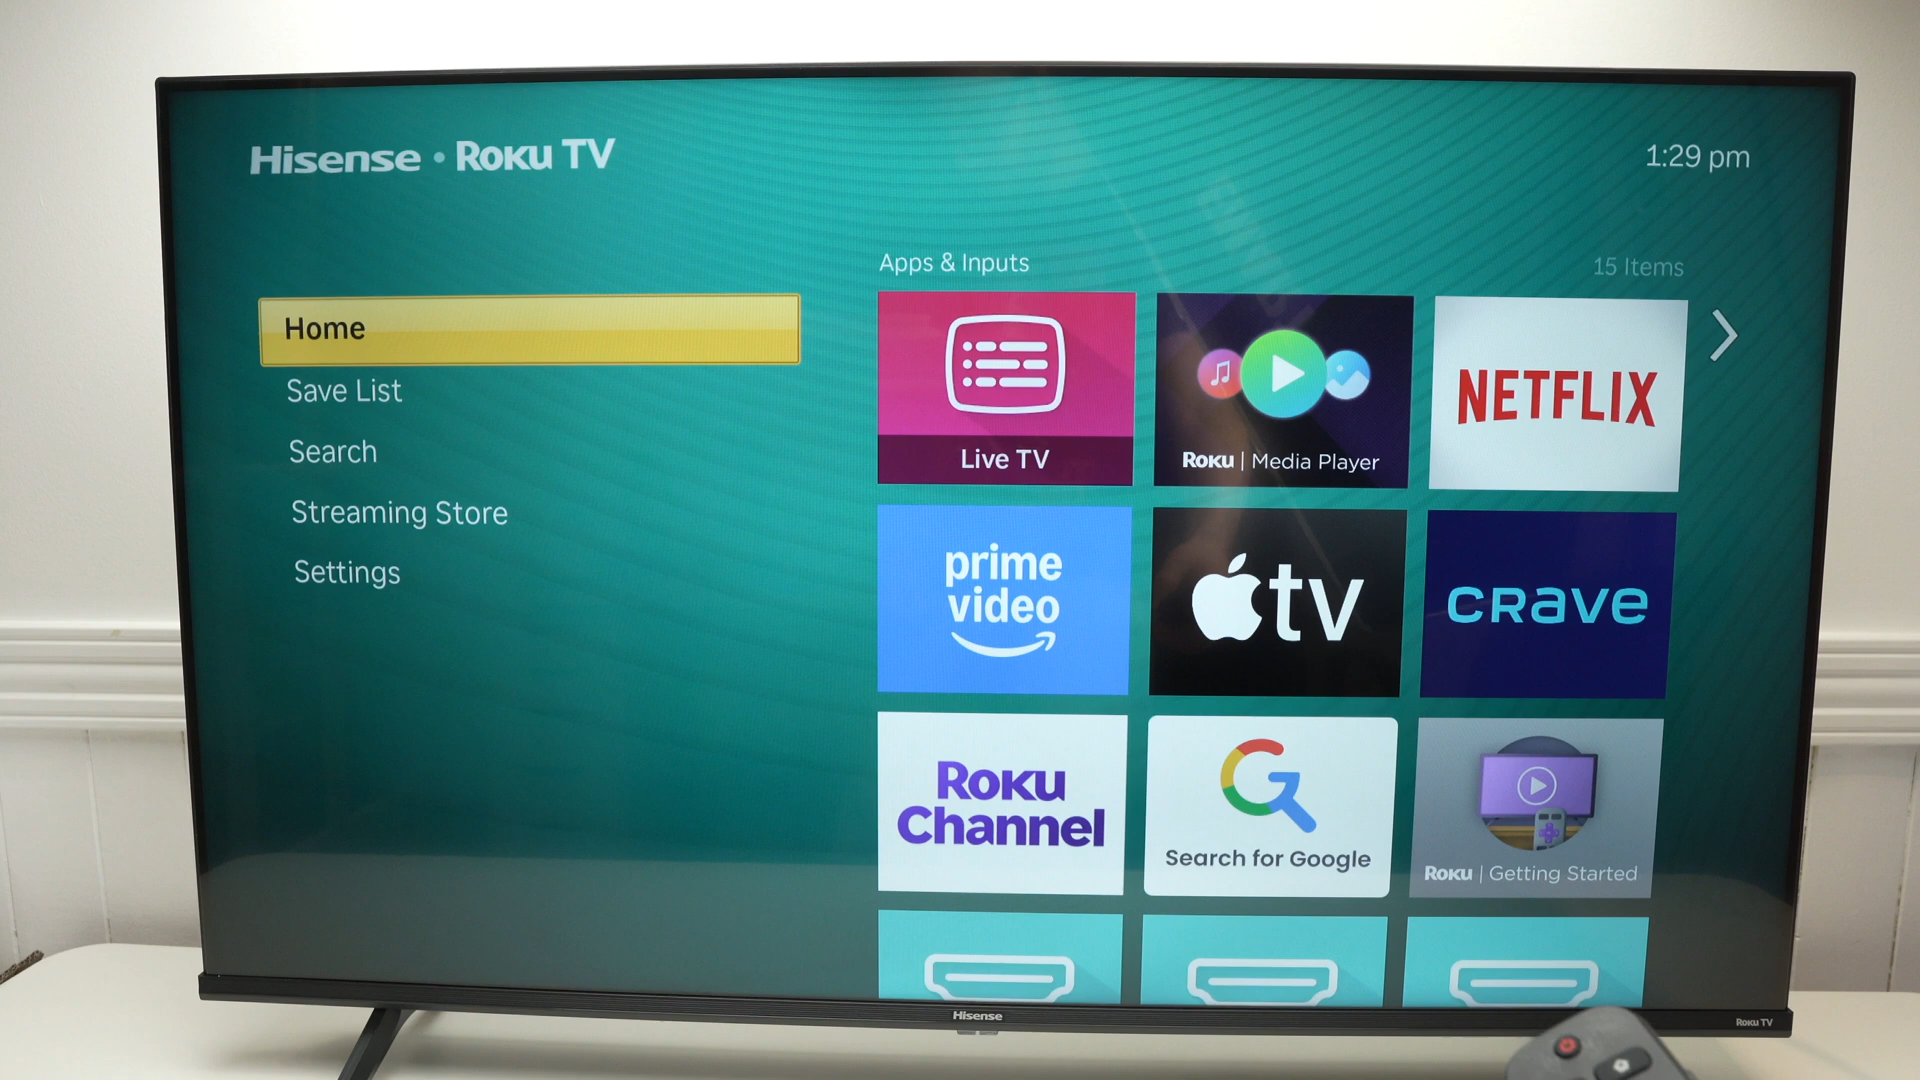 Hisense • Roku TV
1:29 pm
Apps & Inputs
15 Items
Home
Save List
Search
Streaming Store
Settings
Live TV
Roku | Media Player
NETFLIX
prime
video
tv
crave
Roku
Channel
Search for Google
Roku | Getting Started
Hisense
Roku TV